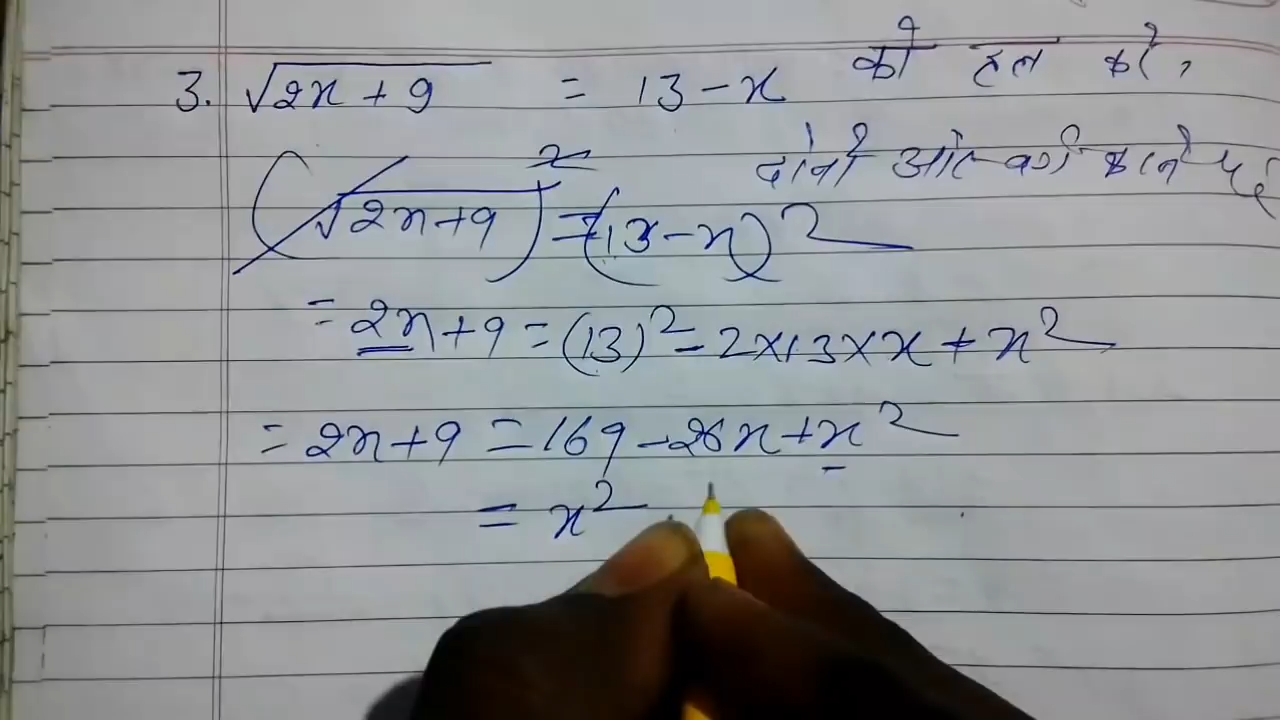 3. √2x + 9 = 13 - x को हल करें,
दोनों ओर वर्ग करने पर
(√2x+9)² = (13-x)²
= 2x+9 = (13)² - 2×13×x + x²
= 2x+9 = 169 - 26x + x²
= x²